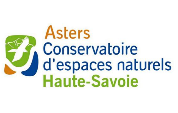 Asters
Conservatoire
d'espaces naturels
Haute-Savoie